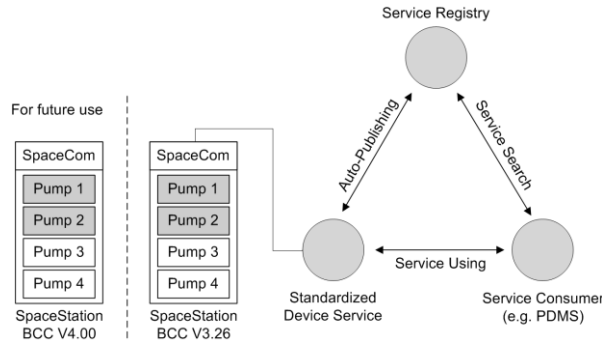 Service Registry
For future use
SpaceCom
Pump 1
Pump 2
Pump 3
Pump 4
SpaceStation
BCC V4.00
SpaceCom
Pump 1
Pump 2
Pump 3
Pump 4
SpaceStation
BCC V3.26
Auto-Publishing
Service Search
Service Using
Standardized
Device Service
Service Consumer
(e.g. PDMS)